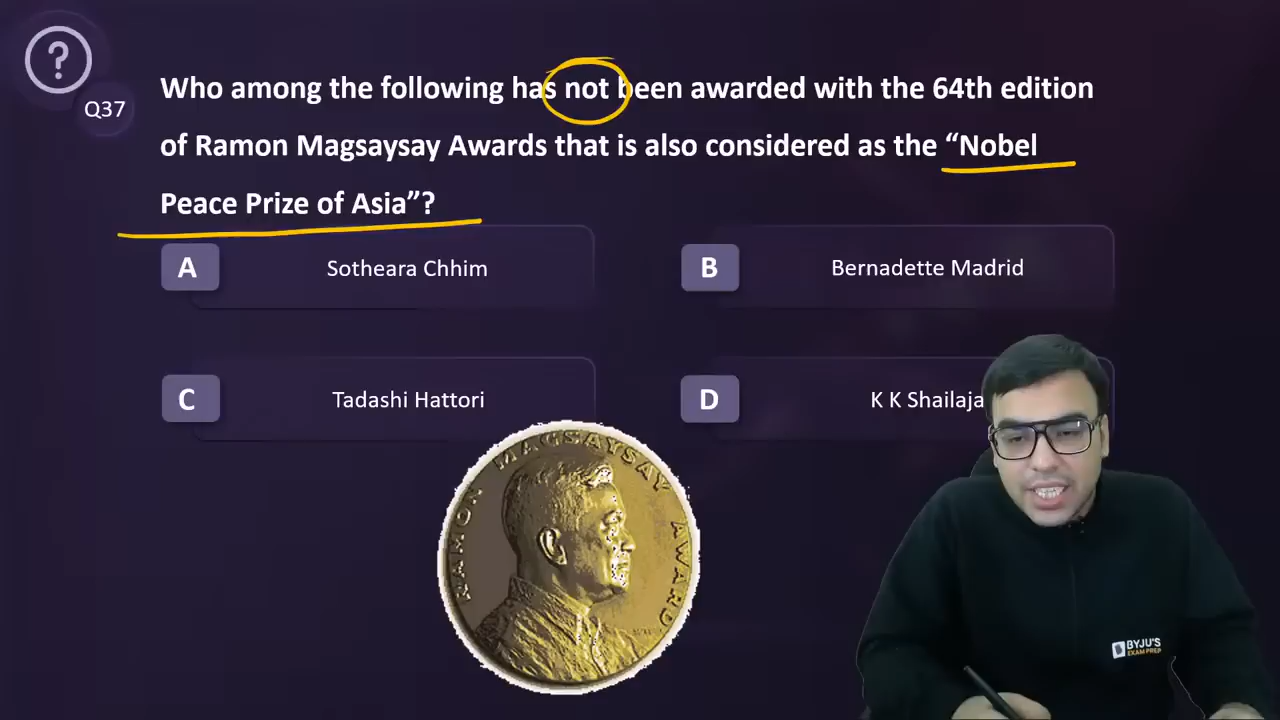 ?
Q37
Who among the following has not been awarded with the 64th edition
of Ramon Magsaysay Awards that is also considered as the “Nobel
Peace Prize of Asia”?
A
Sotheara Chhim
B
Bernadette Madrid
C
Tadashi Hattori
D
K K Shailaja
RAMON MAGSAYSAY AWARD
BYJU'S
EXAM PREP